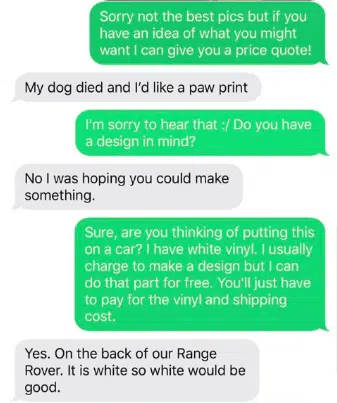 Sorry not the best pics but if you
have an idea of what you might
want I can give you a price quote!
My dog died and I'd like a paw print
I'm sorry to hear that :/ Do you have
a design in mind?
No I was hoping you could make
something.
Sure, are you thinking of putting this
on a car? I have white vinyl. I usually
charge to make a design but I can
do that part for free. You'll just have
to pay for the vinyl and shipping
cost.
Yes. On the back of our Range
Rover. It is white so white would be
good.